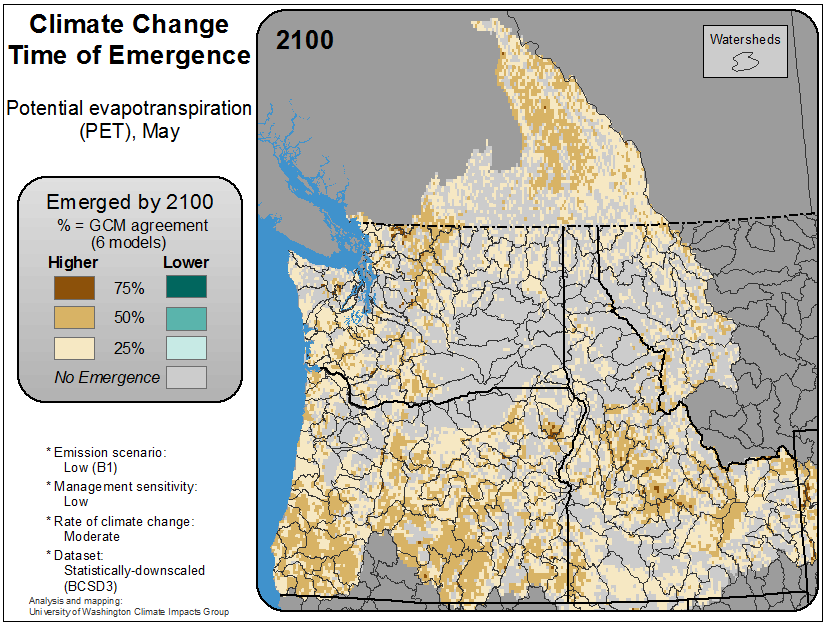 Climate Change
Time of Emergence
Potential evapotranspiration
(PET), May
Emerged by 2100
% = GCM agreement
(6 models)
Higher Lower
75%
50%
25%
No Emergence
* Emission scenario:
Low (B1)
* Management sensitivity:
Low
* Rate of climate change:
Moderate
* Dataset:
Statistically-downscaled
(BCSD3)
Analysis and mapping:
University of Washington Climate Impacts Group
2100
Watersheds